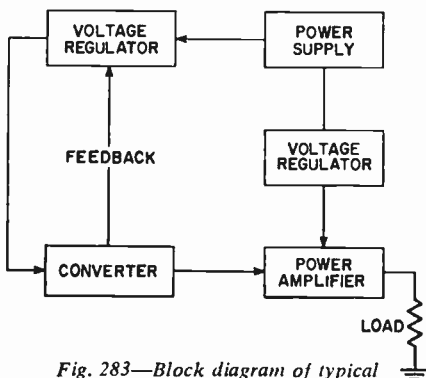 VOLTAGE
REGULATOR
POWER
SUPPLY
VOLTAGE
REGULATOR
FEEDBACK
CONVERTER
POWER
AMPLIFIER
LOAD
Fig. 283—Block diagram of typical